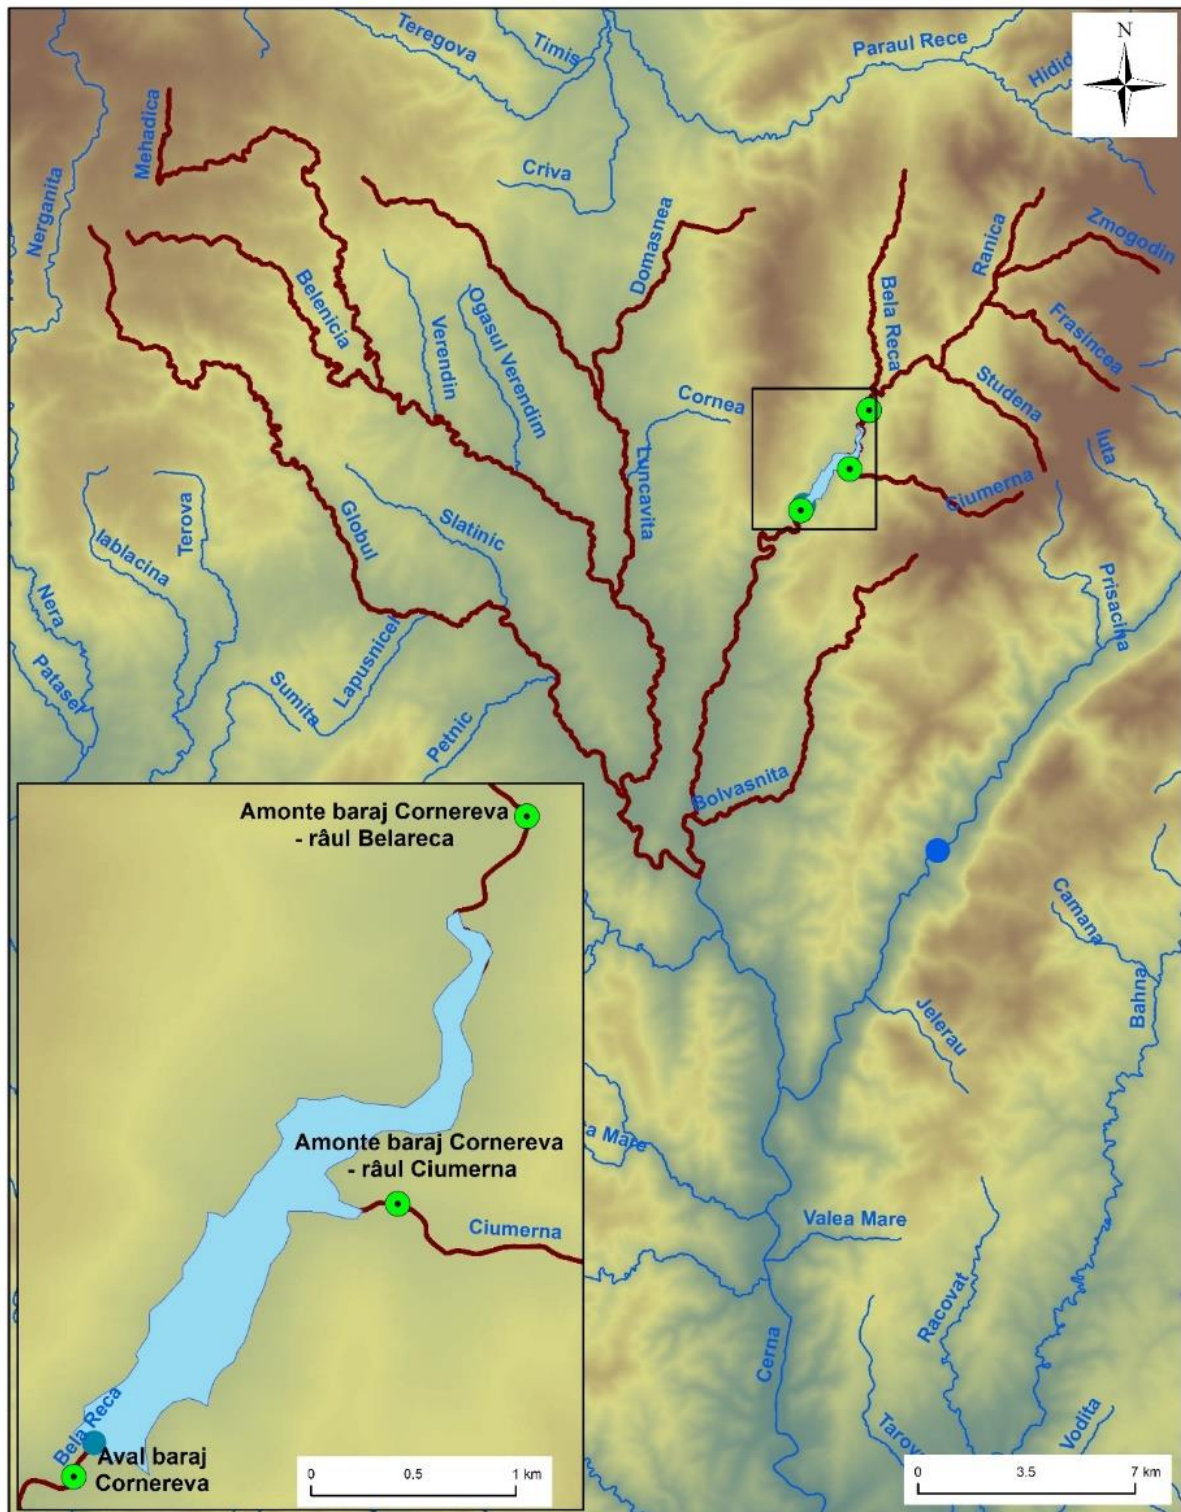 N
Teregova
Timis
Paraul Rece
Mehadica
Nerganita
Criva
Domasnea
Ranica
Zmogodin
Belenicia
Verendin
Ogasul Verendim
Bela Reca
Frasincea
Studena
Cornea
Iuta
Luncavita
Ciumerna
Globul
Slatinic
Terova
Iablacina
Nera
Patasel
Prisacina
Sumita
Lapusnicel
Petnic
Bolvasnita
Amonte baraj Cornereva
- râul Belareca
Camana
Bahna
Jelerau
Amonte baraj Cornereva
- râul Ciumerna
Mare
Ciumerna
Valea Mare
Racovat
Cerna
Bela Reca
Aval baraj
Cornereva
Vodita
0 0.5 1 km
0 3.5 7 km